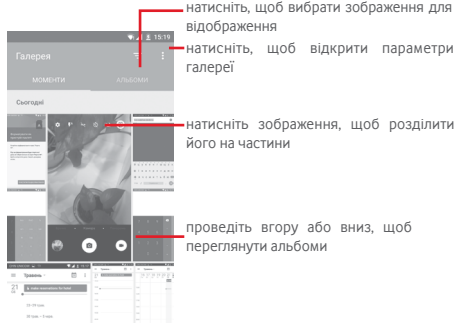 натисніть, щоб вибрати зображення для
відображення
15:19
натисніть, щоб відкрити параметри
галереї
Галерея
МОМЕНТИ АЛЬБОМИ
Сьогодні
натисніть зображення, щоб розділити
його на частини
проведіть вгору або вниз, щоб
переглянути альбоми
Травень
21